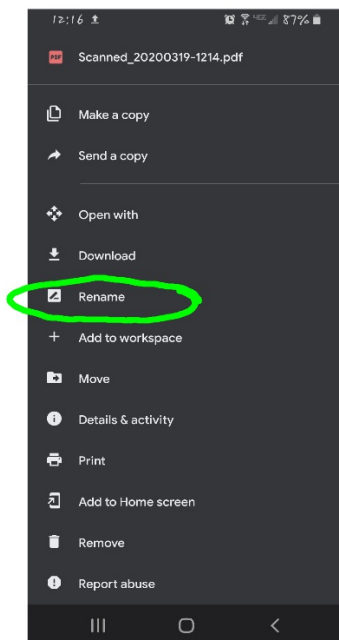 12:16 87%
PDF Scanned_20200319-1214.pdf
Make a copy
Send a copy
Open with
Download
Rename
Add to workspace
Move
Details & activity
Print
Add to Home screen
Remove
Report abuse